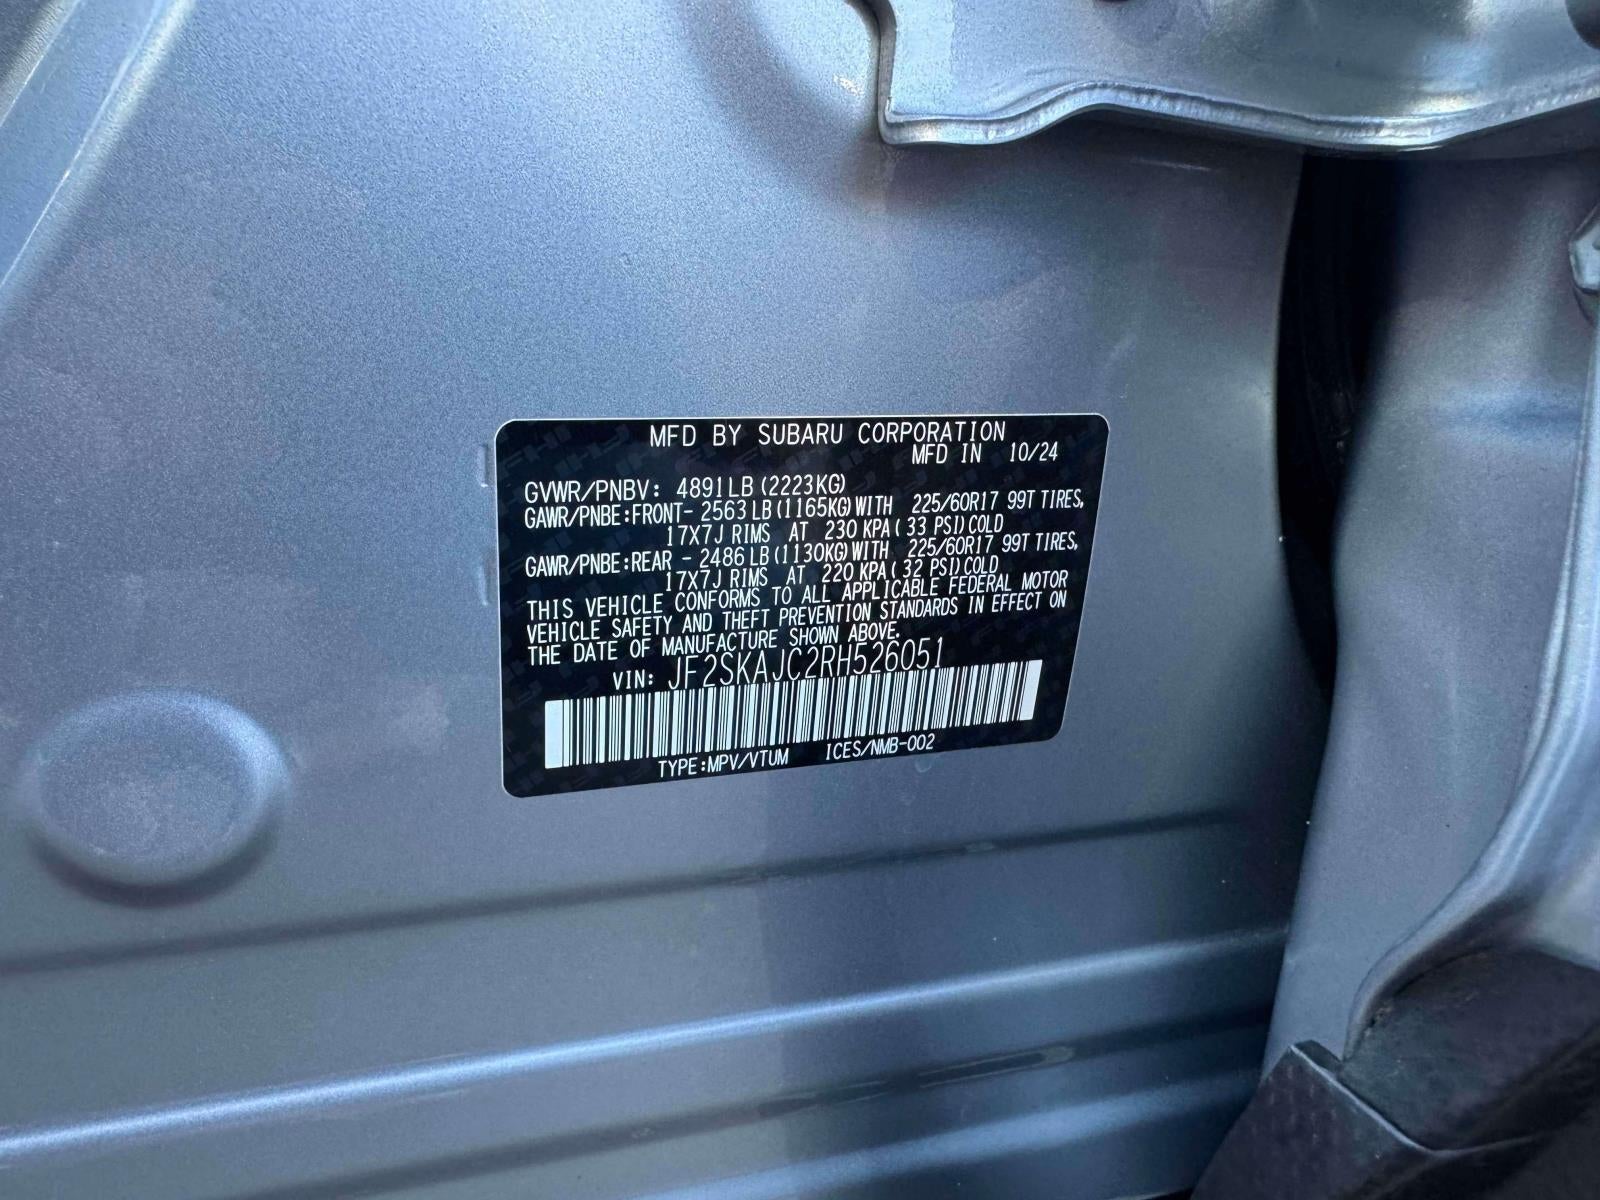 MFD BY SUBARU CORPORATION
MFD IN 10/24
GVWR/PNBV: 4891LB(2223KG)
GAWR/PNBE:FRONT- 2563LB(1165KG)WITH 225/60R17 99T TIRES,
17X7J RIMS AT 230 KPA( 33 PSI)COLD
GAWR/PNBE:REAR - 2486LB(1130KG)WITH 225/60R17 99T TIRES,
17X7J RIMS AT 220 KPA( 32 PSI)COLD
THIS VEHICLE CONFORMS TO ALL APPLICABLE FEDERAL MOTOR
VEHICLE SAFETY AND THEFT PREVENTION STANDARDS IN EFFECT ON
THE DATE OF MANUFACTURE SHOWN ABOVE.
VIN: JF2SKAJC2RH526051
TYPE:MPV/VTUM ICES/NMB-002